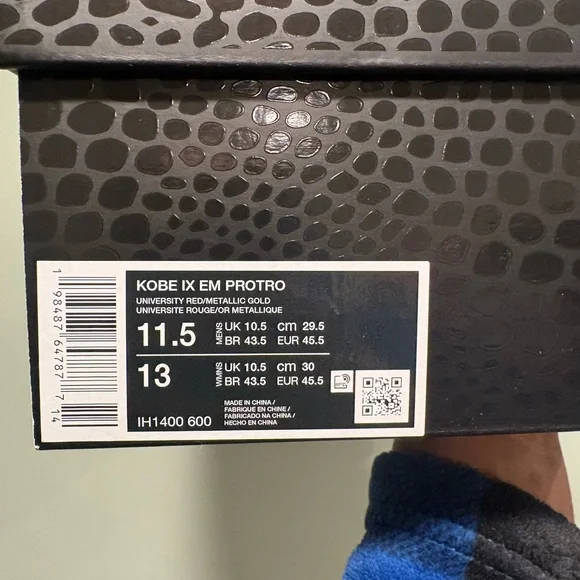 KOBE IX EM PROTRO
UNIVERSITY RED/METALLIC GOLD
UNIVERSITE ROUGE/OR METALLIQUE
11.5 MENS UK 10.5 cm 29.5
BR 43.5 EUR 45.5
13 WMNS UK 10.5 cm 30
BR 43.5 EUR 45.5
RFID
MADE IN CHINA /
FABRIQUE EN CHINE /
FABRICADO NA CHINA /
HECHO EN CHINA
IH1400 600
1 98487 64787 7 14